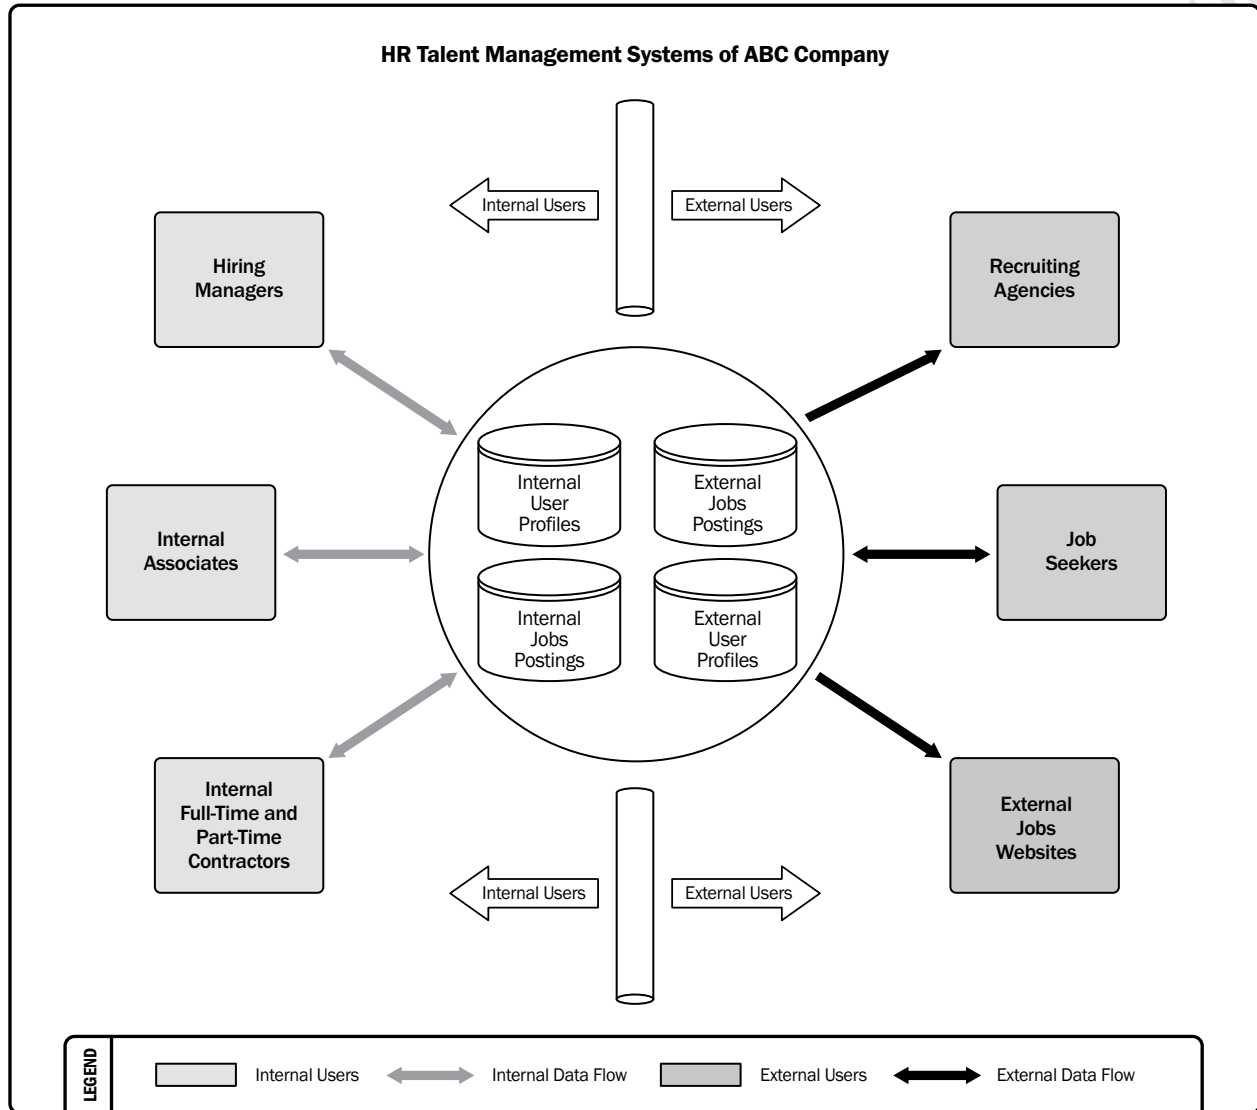 HR Talent Management Systems of ABC Company
Internal Users
External Users
Hiring
Managers
Recruiting
Agencies
Internal
User
Profiles
External
Jobs
Postings
Internal
Associates
Job
Seekers
Internal
Jobs
Postings
External
User
Profiles
Internal
Full-Time and
Part-Time
Contractors
External
Jobs
Websites
Internal Users
External Users
LEGEND
Internal Users
Internal Data Flow
External Users
External Data Flow